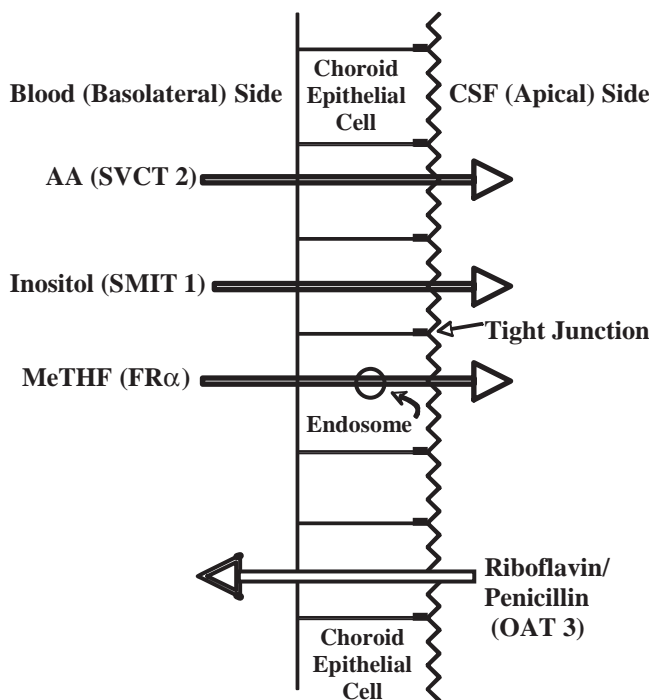 Choroid
Epithelial
Cell
Blood (Basolateral) Side
CSF (Apical) Side
AA (SVCT 2)
Inositol (SMIT 1)
Tight Junction
MeTHF (FRα)
Endosome
Riboflavin/
Penicillin
(OAT 3)
Choroid
Epithelial
Cell